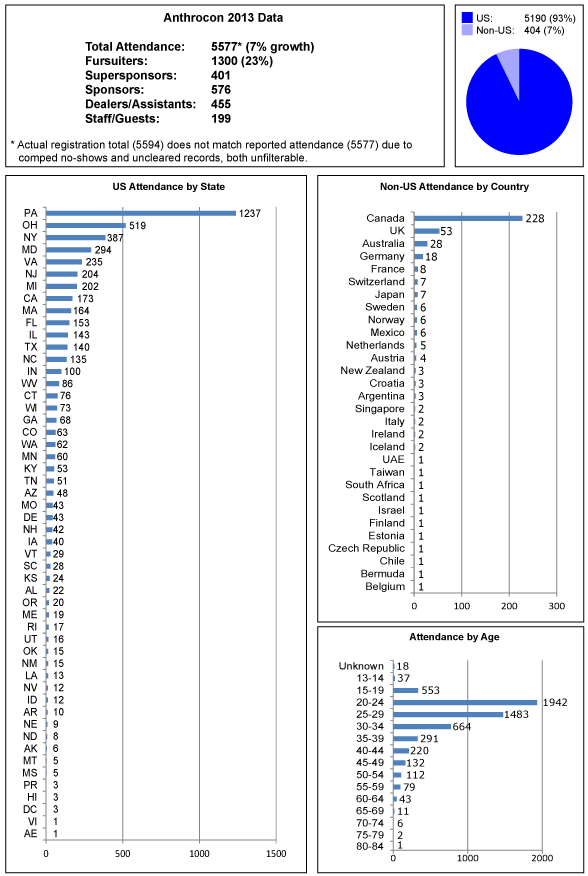 Anthrocon 2013 Data
Total Attendance: 5577* (7% growth)
Fursuiters: 1300 (23%)
Supersponsors: 401
Sponsors: 576
Dealers/Assistants: 455
Staff/Guests: 199
* Actual registration total (5594) does not match reported attendance (5577) due to
comped no-shows and uncleared records, both unfilterable.
US: 5190 (93%)
Non-US: 404 (7%)
US Attendance by State
PA 1237
OH 519
NY 387
MD 294
VA 235
NJ 204
MI 202
CA 173
MA 164
FL 153
IL 143
TX 140
NC 135
IN 100
WV 86
CT 76
WI 73
GA 68
CO 63
WA 62
MN 60
KY 53
TN 51
AZ 48
MO 43
DE 43
NH 42
IA 40
VT 29
SC 28
KS 24
AL 22
OR 20
ME 19
RI 17
UT 16
OK 15
NM 15
LA 13
NV 12
ID 12
AR 10
NE 9
ND 8
AK 6
MT 5
MS 5
PR 3
HI 3
DC 3
VI 1
AE 1
0 500 1000 1500
Non-US Attendance by Country
Canada 228
UK 53
Australia 28
Germany 18
France 8
Switzerland 7
Japan 7
Sweden 6
Norway 6
Mexico 6
Netherlands 5
Austria 4
New Zealand 3
Croatia 3
Argentina 3
Singapore 2
Italy 2
Ireland 2
Iceland 2
UAE 1
Taiwan 1
South Africa 1
Scotland 1
Israel 1
Finland 1
Estonia 1
Czech Republic 1
Chile 1
Bermuda 1
Belgium 1
0 100 200 300
Attendance by Age
Unknown 18
13-14 37
15-19 553
20-24 1942
25-29 1483
30-34 664
35-39 291
40-44 220
45-49 132
50-54 112
55-59 79
60-64 43
65-69 11
70-74 6
75-79 2
80-84 1
0 1000 2000